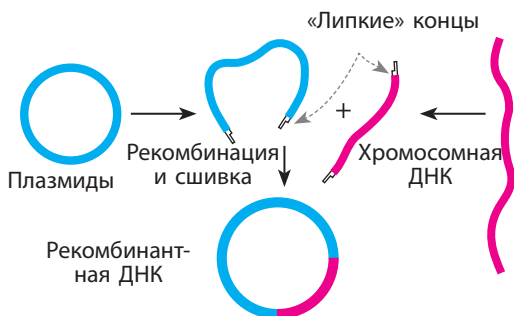 «Липкие» концы
Плазмиды
Рекомбинация
и сшивка
Хромосомная
ДНК
Рекомбинант-
ная ДНК